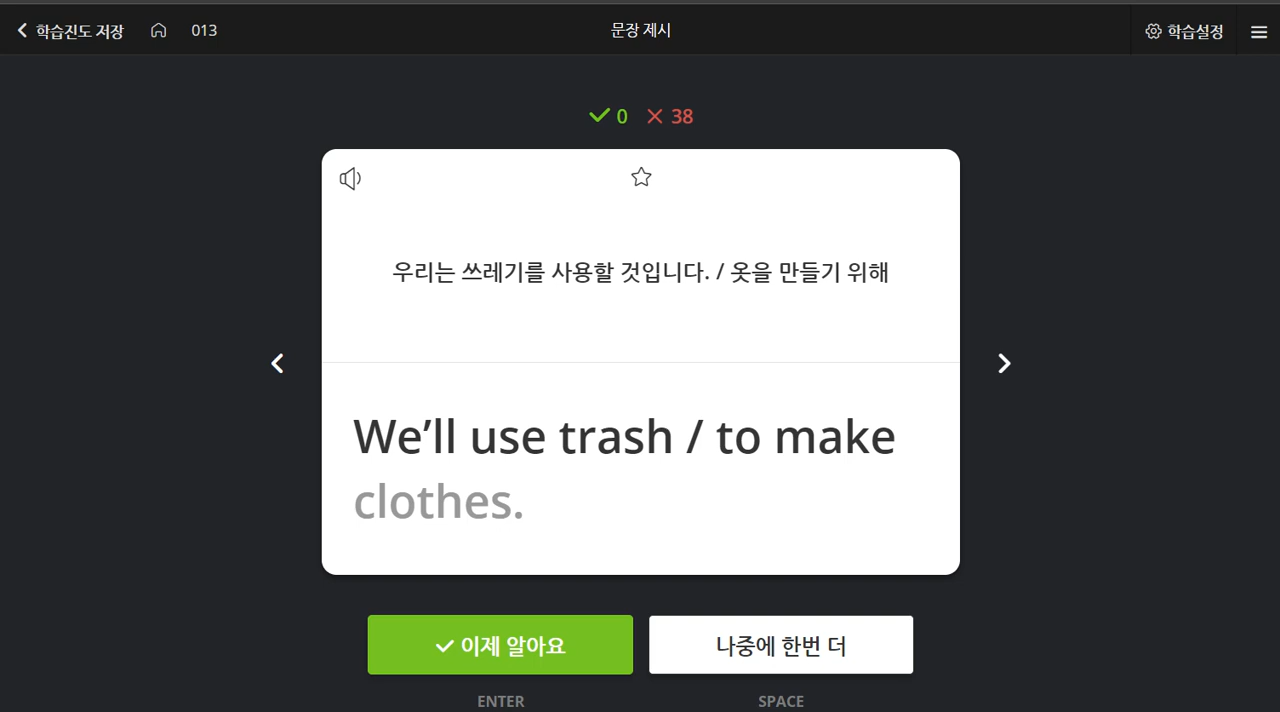 학습진도 저장 013 문장 제시 학습설정
0 38
우리는 쓰레기를 사용할 것입니다. / 옷을 만들기 위해
We’ll use trash / to make
clothes.
이제 알아요 나중에 한번 더
ENTER SPACE